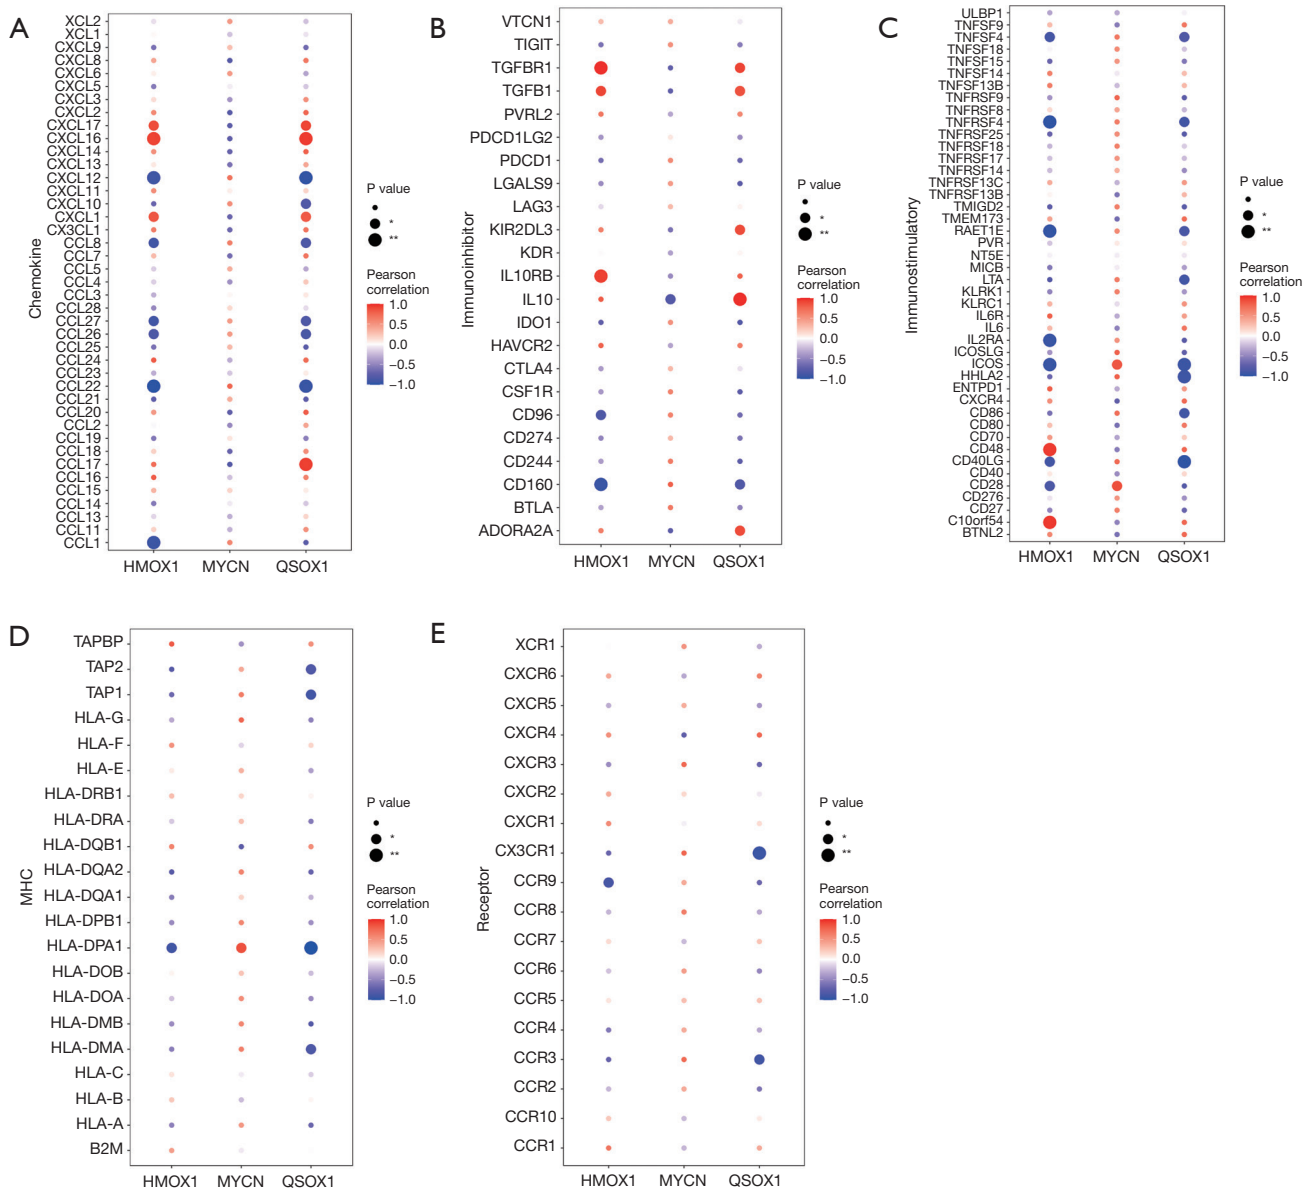 A
Chemokine
XCL2
XCL1
CXCL9
CXCL8
CXCL6
CXCL5
CXCL3
CXCL2
CXCL17
CXCL16
CXCL14
CXCL13
CXCL12
CXCL11
CXCL10
CXCL1
CX3CL1
CCL8
CCL7
CCL5
CCL4
CCL3
CCL28
CCL27
CCL26
CCL25
CCL24
CCL23
CCL22
CCL21
CCL20
CCL2
CCL19
CCL18
CCL17
CCL16
CCL15
CCL14
CCL13
CCL11
CCL1
HMOX1 MYCN QSOX1
P value
*
**
Pearson
correlation
1.0
0.5
0.0
−0.5
−1.0
B
Immunoinhibitor
VTCN1
TIGIT
TGFBR1
TGFB1
PVRL2
PDCD1LG2
PDCD1
LGALS9
LAG3
KIR2DL3
KDR
IL10RB
IL10
IDO1
HAVCR2
CTLA4
CSF1R
CD96
CD274
CD244
CD160
BTLA
ADORA2A
HMOX1 MYCN QSOX1
P value
*
**
Pearson
correlation
1.0
0.5
0.0
−0.5
−1.0
C
Immunostimulatory
ULBP1
TNFSF9
TNFSF4
TNFSF18
TNFSF15
TNFSF14
TNFSF13B
TNFRSF9
TNFRSF8
TNFRSF4
TNFRSF25
TNFRSF18
TNFRSF17
TNFRSF14
TNFRSF13C
TNFRSF13B
TMIGD2
TMEM173
RAET1E
PVR
NT5E
MICB
LTA
KLRK1
KLRC1
IL6R
IL6
IL2RA
ICOSLG
ICOS
HHLA2
ENTPD1
CXCR4
CD86
CD80
CD70
CD48
CD40LG
CD40
CD28
CD276
CD27
C10orf54
BTNL2
HMOX1 MYCN QSOX1
P value
*
**
Pearson
correlation
1.0
0.5
0.0
−0.5
−1.0
D
MHC
TAPBP
TAP2
TAP1
HLA-G
HLA-F
HLA-E
HLA-DRB1
HLA-DRA
HLA-DQB1
HLA-DQA2
HLA-DQA1
HLA-DPB1
HLA-DPA1
HLA-DOB
HLA-DOA
HLA-DMB
HLA-DMA
HLA-C
HLA-B
HLA-A
B2M
HMOX1 MYCN QSOX1
P value
*
**
Pearson
correlation
1.0
0.5
0.0
−0.5
−1.0
E
Receptor
XCR1
CXCR6
CXCR5
CXCR4
CXCR3
CXCR2
CXCR1
CX3CR1
CCR9
CCR8
CCR7
CCR6
CCR5
CCR4
CCR3
CCR2
CCR10
CCR1
HMOX1 MYCN QSOX1
P value
*
**
Pearson
correlation
1.0
0.5
0.0
−0.5
−1.0